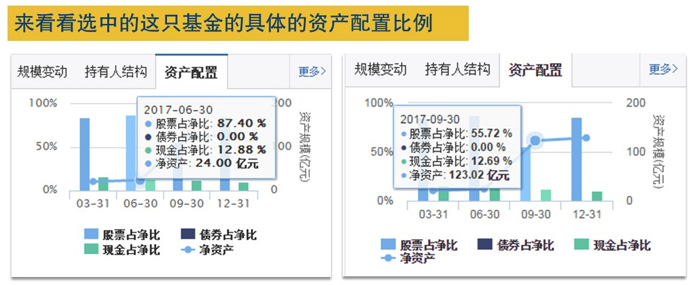 来看看选中的这只基金的具体的资产配置比例
规模变动 持有人结构 资产配置 更多>
100%
50%
0%
200
100
0
资产规模(亿元)
2017-06-30
股票占净比: 87.40 %
债券占净比: 0.00 %
现金占净比: 12.88 %
净资产: 24.00 亿元
03-31 06-30 09-30 12-31
股票占净比 债券占净比
现金占净比 净资产
规模变动 持有人结构 资产配置 更多>
100%
50%
0%
200
100
0
资产规模(亿元)
2017-09-30
股票占净比: 55.72 %
债券占净比: 0.00 %
现金占净比: 12.69 %
净资产: 123.02 亿元
03-31 06-30 09-30 12-31
股票占净比 债券占净比 现金占净比
净资产